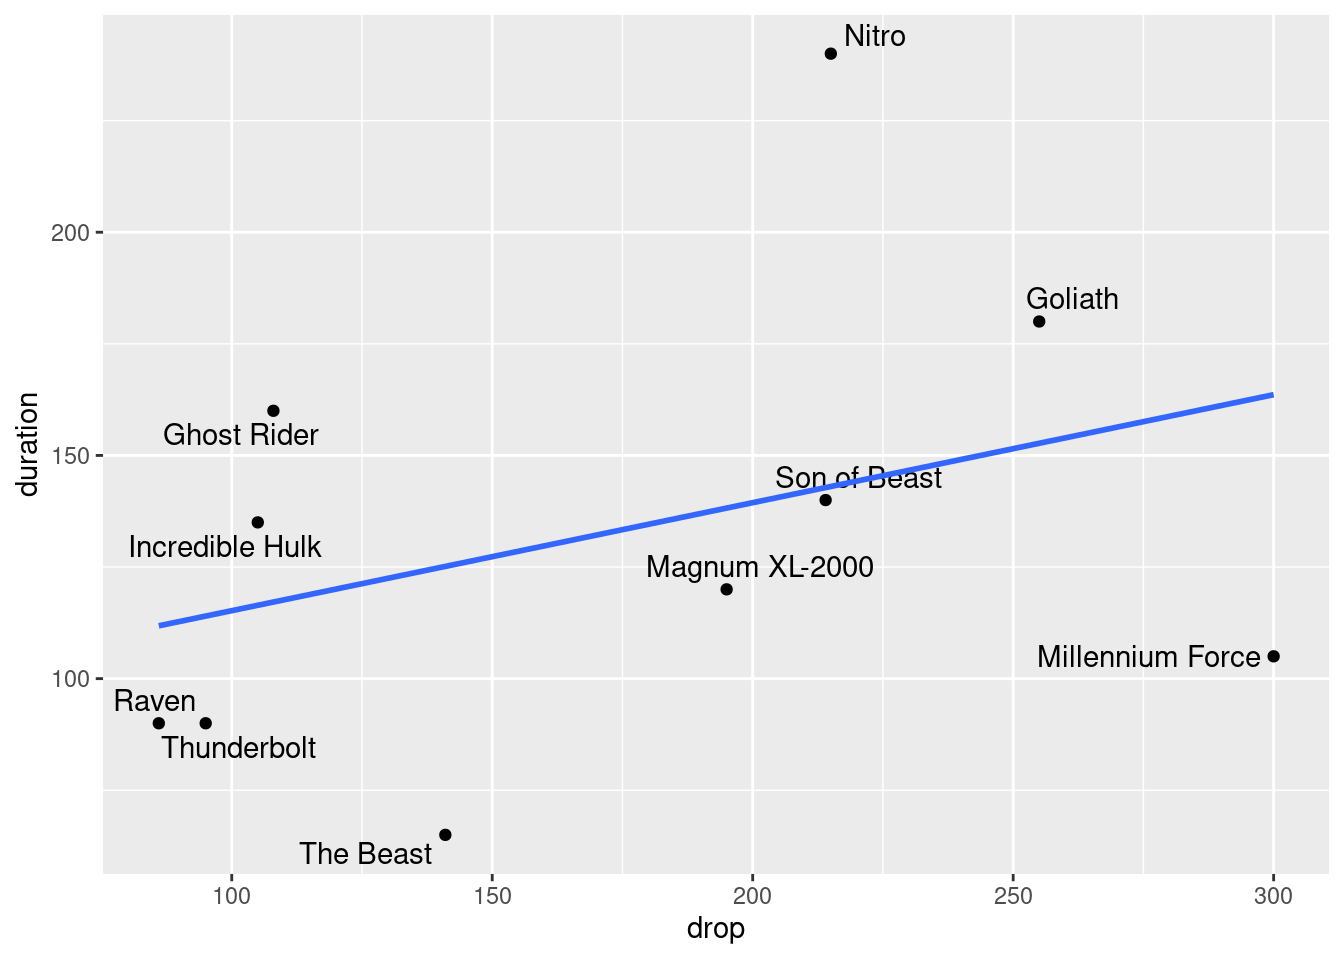 Nitro
200
Goliath
Ghost Rider
150
Son of Beast
duration
Incredible Hulk
Magnum XL-2000
Millennium Force
100
Raven
Thunderbolt
The Beast
100
150
200
250
300
drop